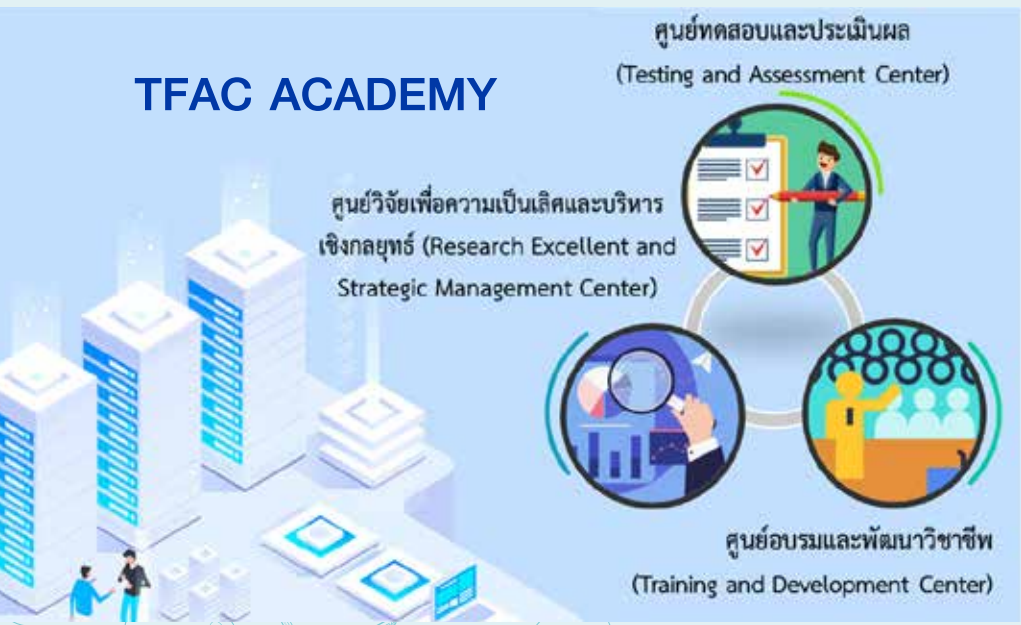 TFAC ACADEMY
ศูนย์ทดสอบและประเมินผล
(Testing and Assessment Center)
ศูนย์วิจัยเพื่อความเป็นเลิศและบริหาร
เชิงกลยุทธ์ (Research Excellent and
Strategic Management Center)
ศูนย์อบรมและพัฒนาวิชาชีพ
(Training and Development Center)